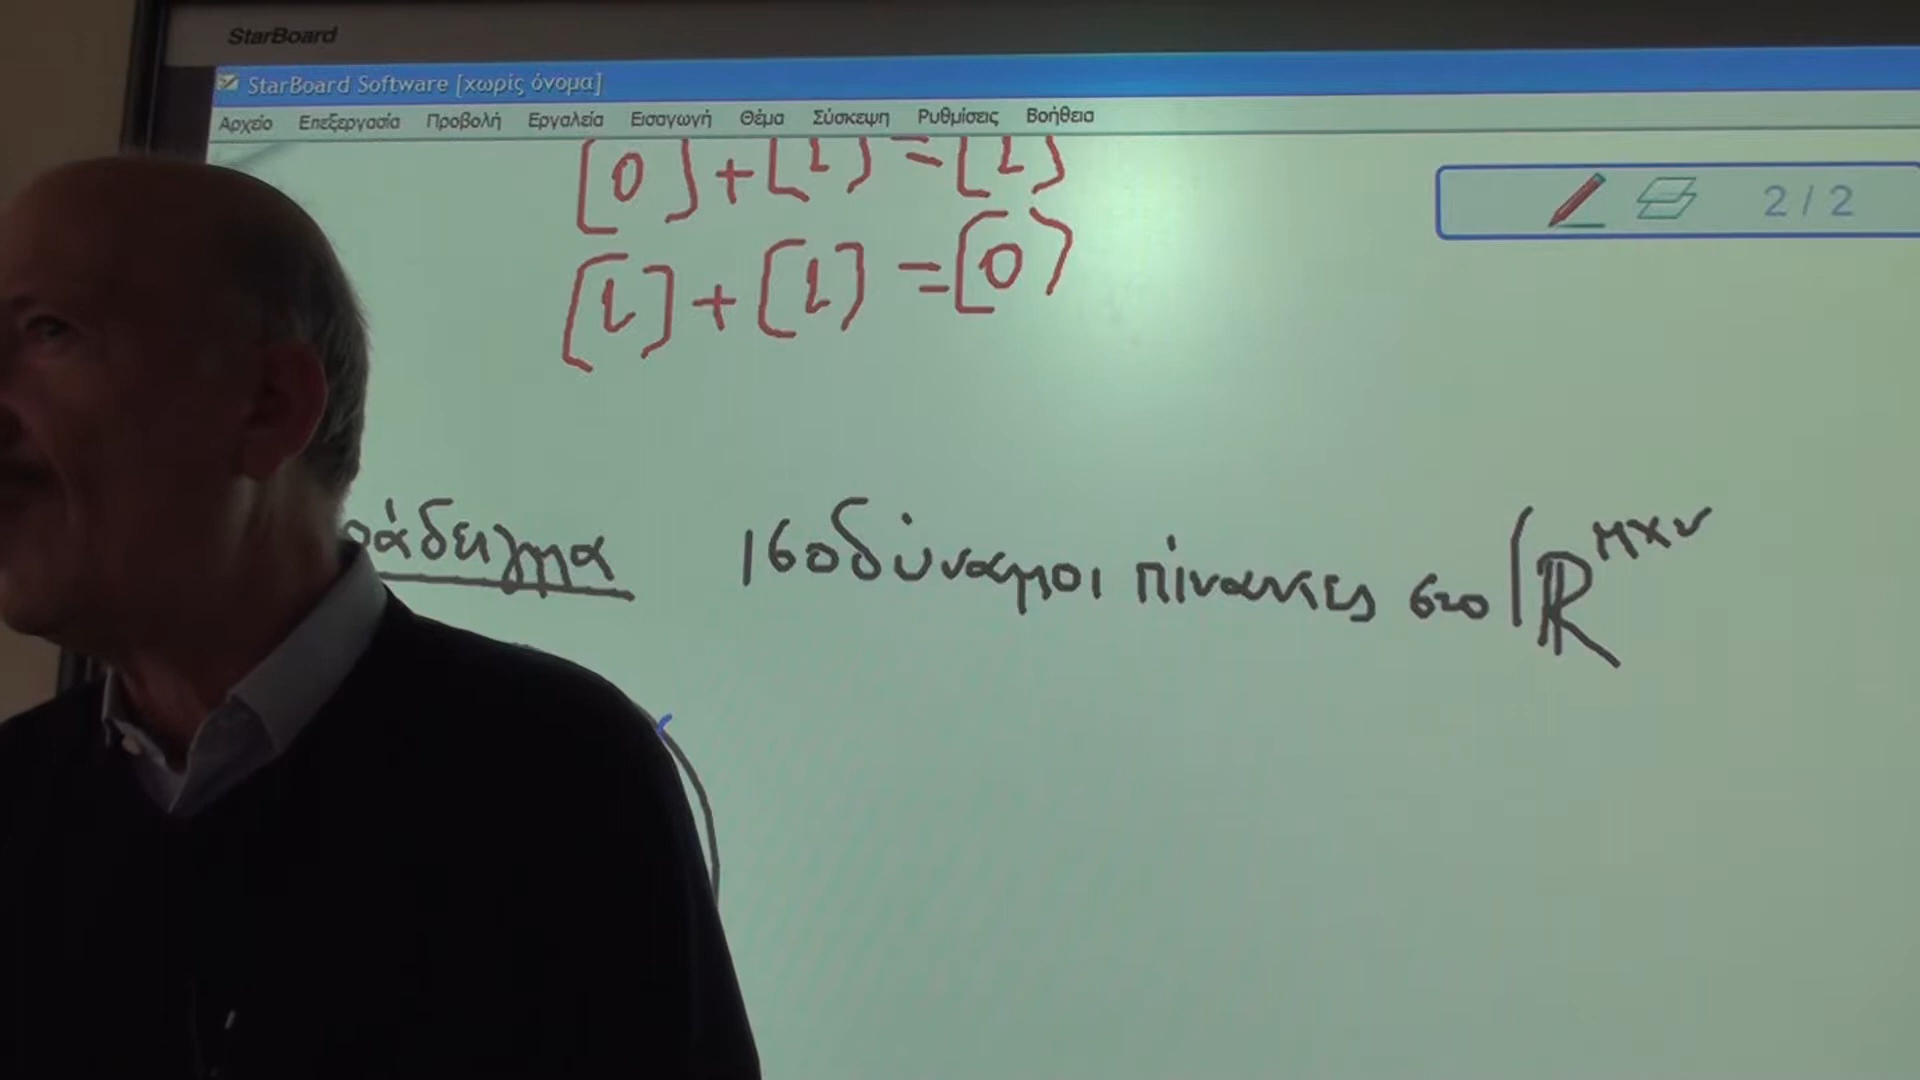 StarBoard
StarBoard Software [χωρίς όνομα]
Αρχείο Επεξεργασία Προβολή Εργαλεία Εισαγωγή Θέμα Σύσκεψη Ρυθμίσεις Βοήθεια
2 / 2
[0] + [1] = [1]
[1] + [1] = [0]
ράδειγμα ισοδύναμοι πίνακες στο ℝ^μxν